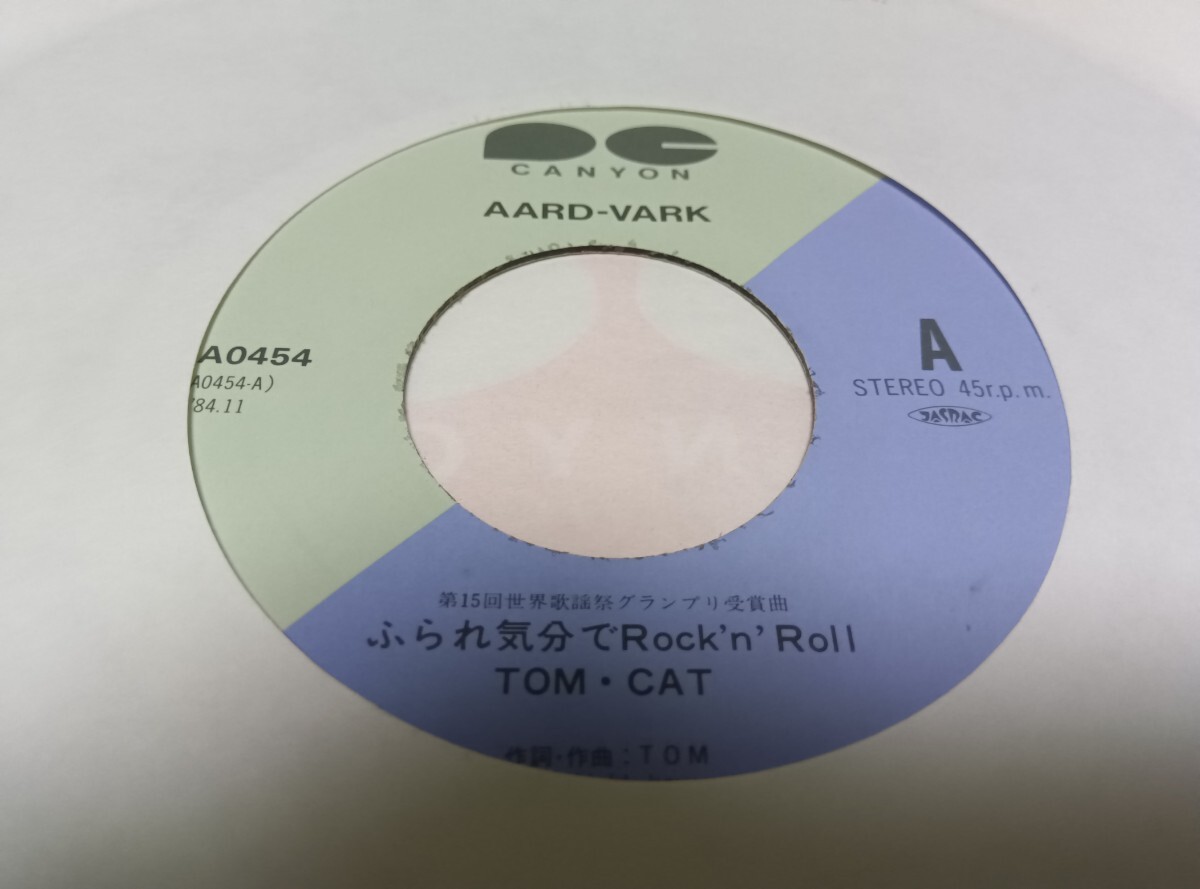 CANYON
AARD-VARK
A0454
A0454-A)
'84.11
A
STEREO 45r.p.m.
JASRAC
第15回世界歌謡祭グランプリ受賞曲
ふられ気分でRock'n' Roll
TOM・CAT
作詞・作曲：TOM